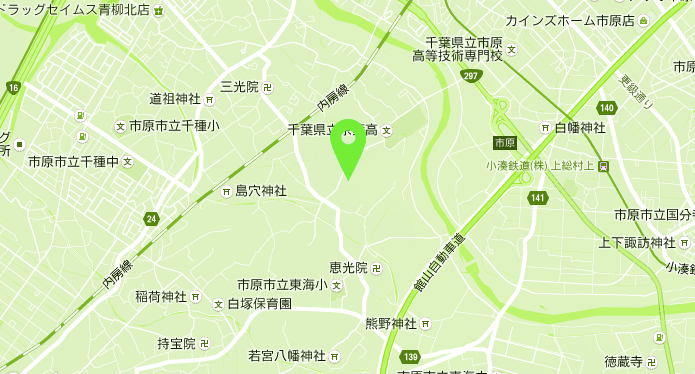 ドラッグセイムス青柳北店
カインズホーム市原店
千葉県立市原
高等技術専門校
297
16
三光院
内房線
道祖神社
更級通り
140
市原市立千種小
千葉県立
高
白幡神社
市原
市原市立千種中
小湊鉄道(株) 上総村上
島穴神社
141
24
市原市立国分寺
館山自動車道
上下諏訪神社
恵光院
内房線
小湊
市原市立東海小
稲荷神社
白塚保育園
熊野神社
持宝院
若宮八幡神社
139
徳蔵寺